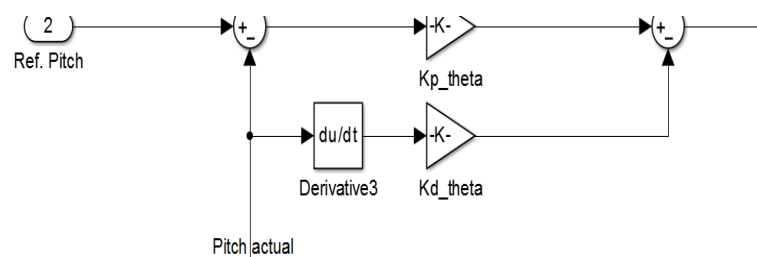 2
+
_
-K-
+
_
Ref. Pitch
Kp_theta
du/dt
-K-
Derivative3
Kd_theta
Pitch actual